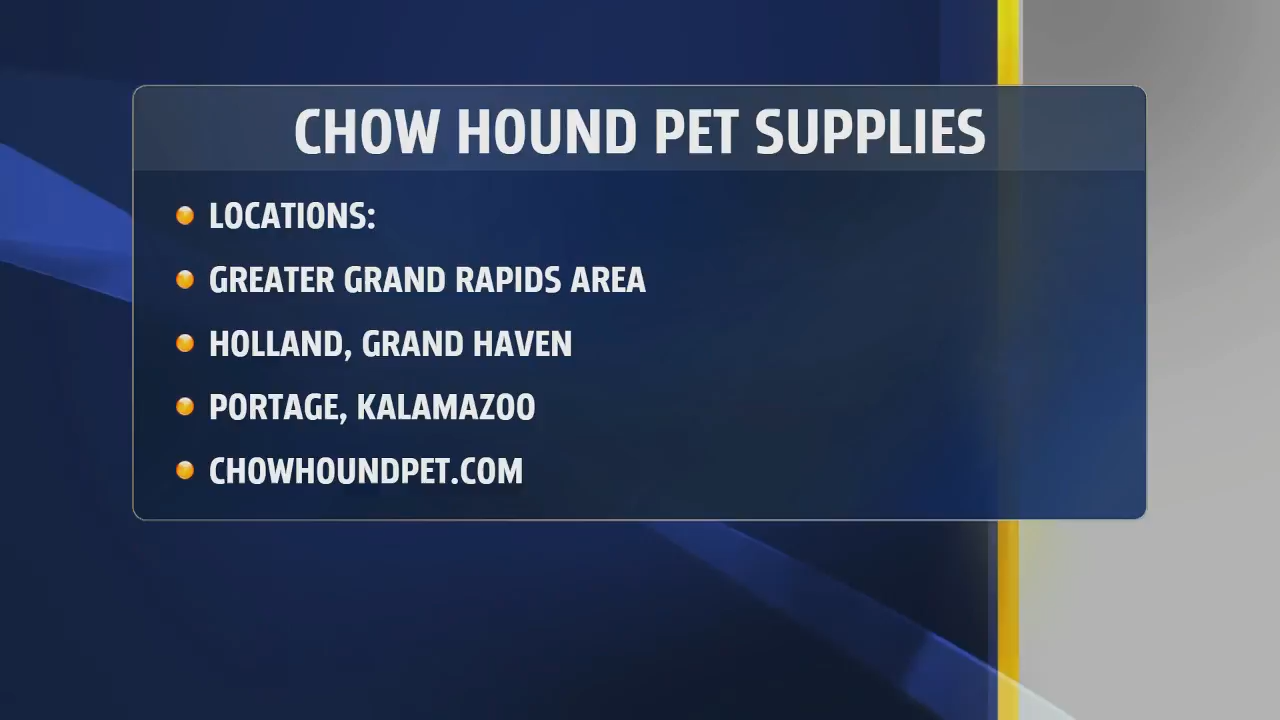 CHOW HOUND PET SUPPLIES
LOCATIONS:
GREATER GRAND RAPIDS AREA
HOLLAND, GRAND HAVEN
PORTAGE, KALAMAZOO
CHOWHOUNDPET.COM